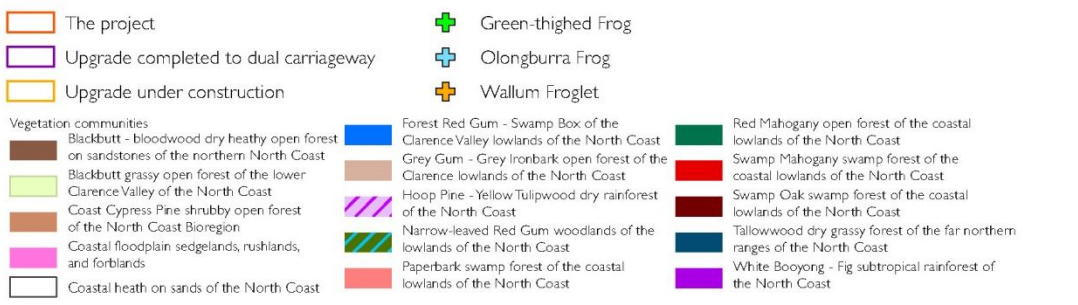 The project
Upgrade completed to dual carriageway
Upgrade under construction
Green-thighed Frog
Olongburra Frog
Wallum Froglet
Vegetation communities
Blackbutt - bloodwood dry heathy open forest
on sandstones of the northern North Coast
Blackbutt grassy open forest of the lower
Clarence Valley of the North Coast
Coast Cypress Pine shrubby open forest
of the North Coast Bioregion
Coastal floodplain sedgelands, rushlands,
and forblands
Coastal heath on sands of the North Coast
Forest Red Gum - Swamp Box of the
Clarence Valley lowlands of the North Coast
Grey Gum - Grey Ironbark open forest of the
Clarence lowlands of the North Coast
Hoop Pine - Yellow Tulipwood dry rainforest
of the North Coast
Narrow-leaved Red Gum woodlands of the
lowlands of the North Coast
Paperbark swamp forest of the coastal
lowlands of the North Coast
Red Mahogany open forest of the coastal
lowlands of the North Coast
Swamp Mahogany swamp forest of the
coastal lowlands of the North Coast
Swamp Oak swamp forest of the coastal
lowlands of the North Coast
Tallowwood dry grassy forest of the far northern
ranges of the North Coast
White Booyong - Fig subtropical rainforest of
the North Coast